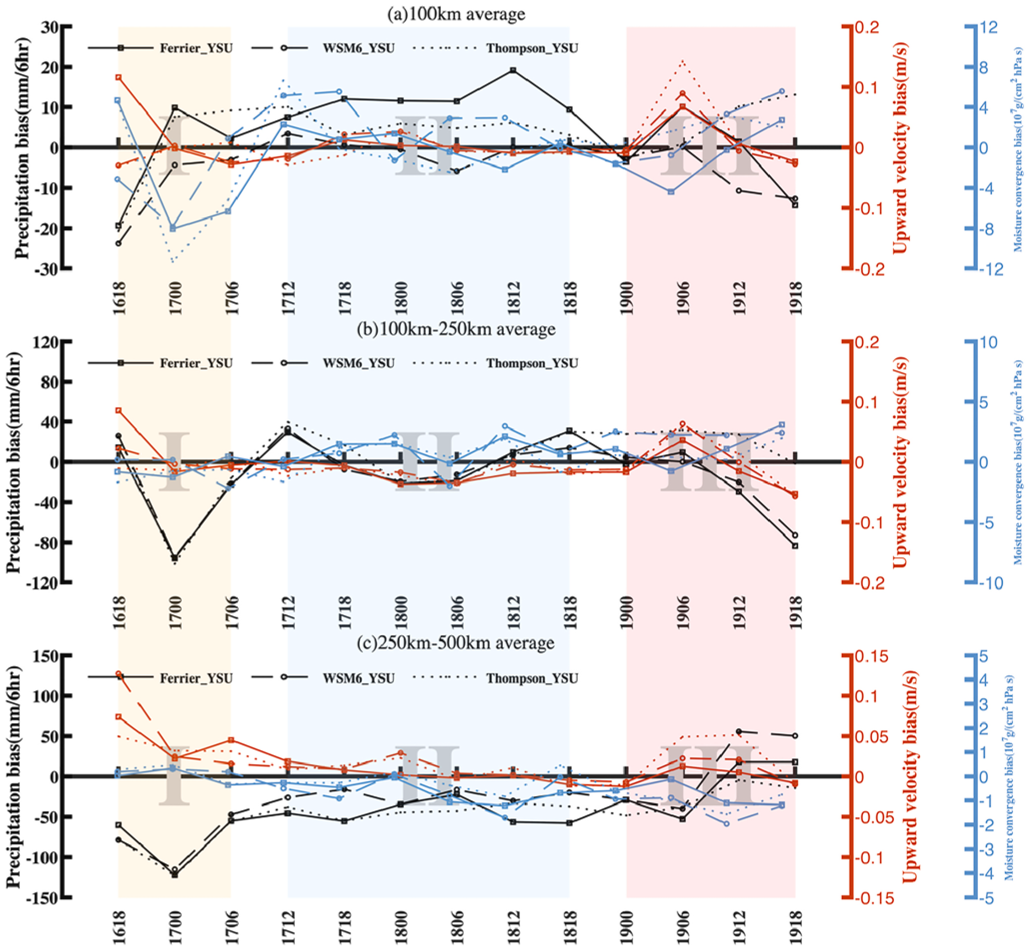 (a)100km average
Precipitation bias(mm/6hr)
30
20
10
0
-10
-20
-30
Ferrier_YSU WSM6_YSU Thompson_YSU
I II III
0.2
0.1
0
-0.1
-0.2
Upward velocity bias(m/s)
12
8
4
0
-4
-8
-12
Moisture convergence bias(10⁷g/(cm² hPa s)
1618 1700 1706 1712 1718 1800 1806 1812 1818 1900 1906 1912 1918
(b)100km-250km average
Precipitation bias(mm/6hr)
120
80
40
0
-40
-80
-120
Ferrier_YSU WSM6_YSU Thompson_YSU
I II III
0.2
0.1
0
-0.1
-0.2
Upward velocity bias(m/s)
10
5
0
-5
-10
Moisture convergence bias(10⁷g/(cm² hPa s)
1618 1700 1706 1712 1718 1800 1806 1812 1818 1900 1906 1912 1918
(c)250km-500km average
Precipitation bias(mm/6hr)
150
100
50
0
-50
-100
-150
Ferrier_YSU WSM6_YSU Thompson_YSU
I II III
0.15
0.1
0.05
0
-0.05
-0.1
-0.15
Upward velocity bias(m/s)
5
4
3
2
1
0
-1
-2
-3
-4
-5
Moisture convergence bias(10⁷g/(cm² hPa s)
1618 1700 1706 1712 1718 1800 1806 1812 1818 1900 1906 1912 1918